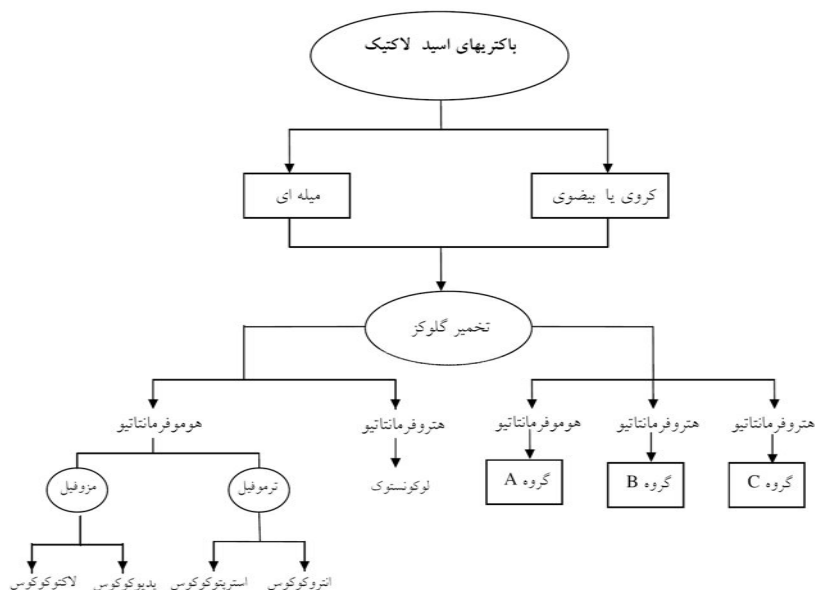 باکتریهای اسید لاکتیک
کروی یا بیضوی
میله ای
تخمیر گلوکز
هتروفرمانتاتیو
هتروفرمانتاتیو
هوموفرمانتاتیو
هتروفرمانتاتیو
هوموفرمانتاتیو
گروه C
گروه B
گروه A
لوکونستوک
ترموفیل
مزوفیل
انتروکوکوس
استرپتوکوکوس
پدیوکوکوس
لاکتوکوکوس